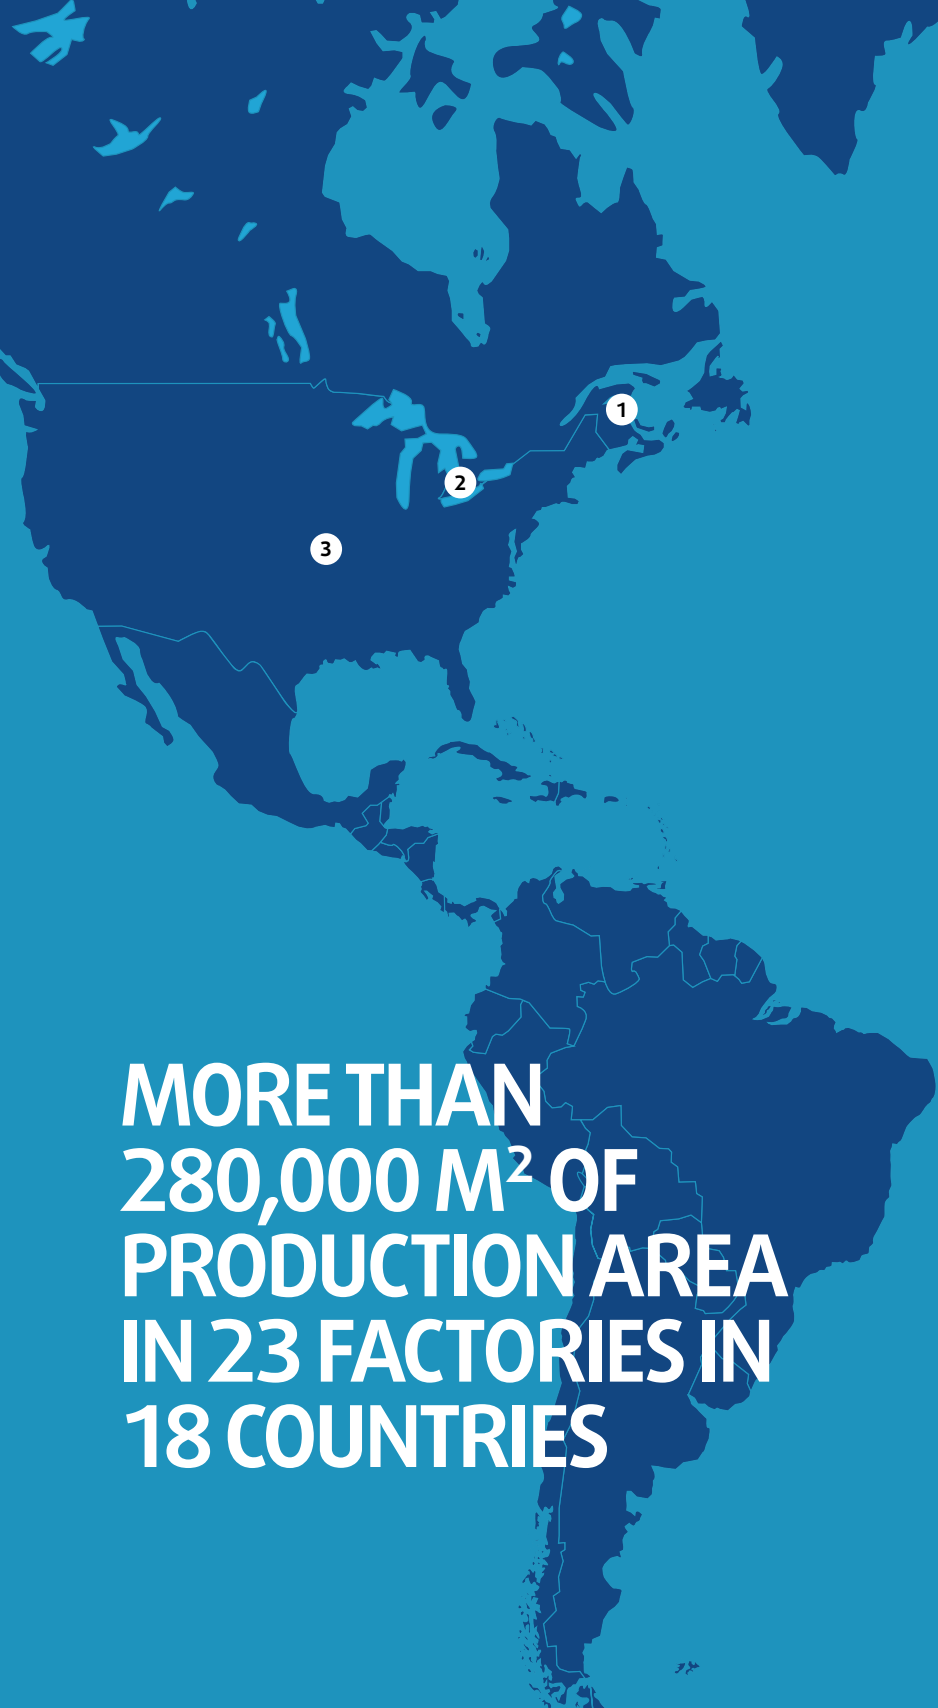 1
2
3
MORE THAN
280,000 M² OF
PRODUCTION AREA
IN 23 FACTORIES IN
18 COUNTRIES